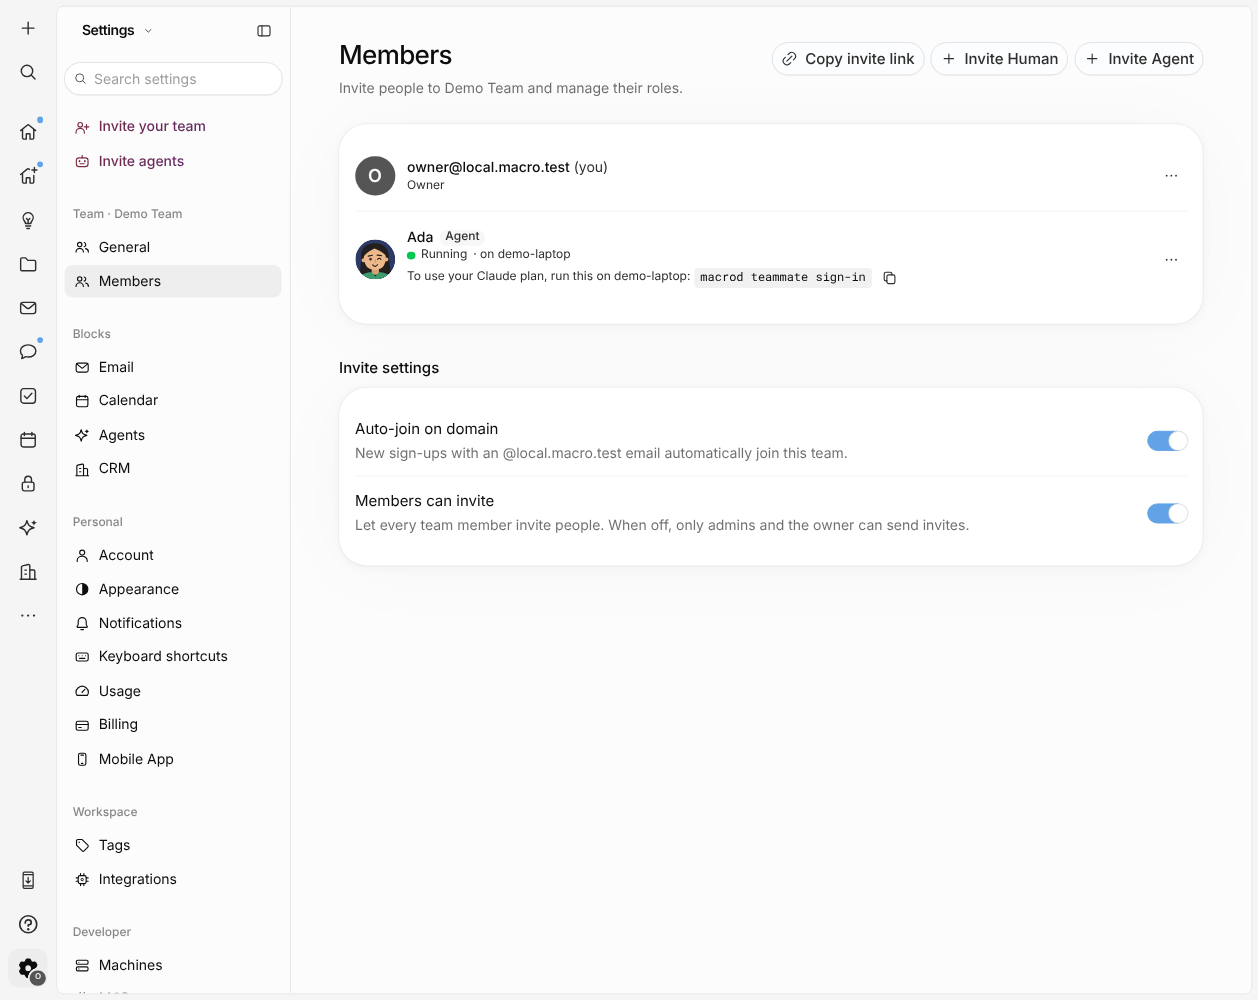 Settings
Search settings
Invite your team
Invite agents
Team · Demo Team
General
Members
Blocks
Email
Calendar
Agents
CRM
Personal
Account
Appearance
Notifications
Keyboard shortcuts
Usage
Billing
Mobile App
Workspace
Tags
Integrations
Developer
Machines
O
Members
Copy invite link
Invite Human
Invite Agent
Invite people to Demo Team and manage their roles.
O
owner@local.macro.test (you)
Owner
Ada Agent
Running · on demo-laptop
To use your Claude plan, run this on demo-laptop: macrod teammate sign-in
Invite settings
Auto-join on domain
New sign-ups with an @local.macro.test email automatically join this team.
Members can invite
Let every team member invite people. When off, only admins and the owner can send invites.